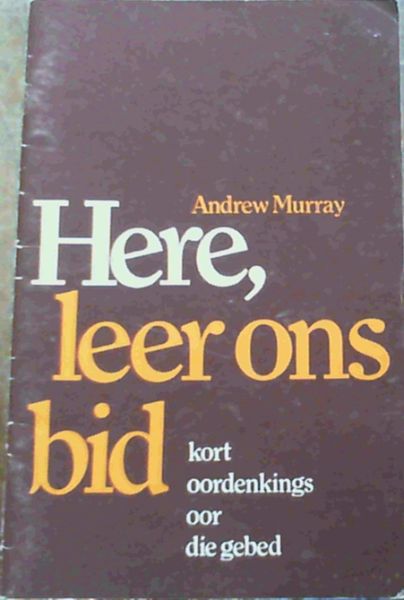 Andrew Murray
Here,
leer ons
bid
kort
oordenkings
oor
die gebed